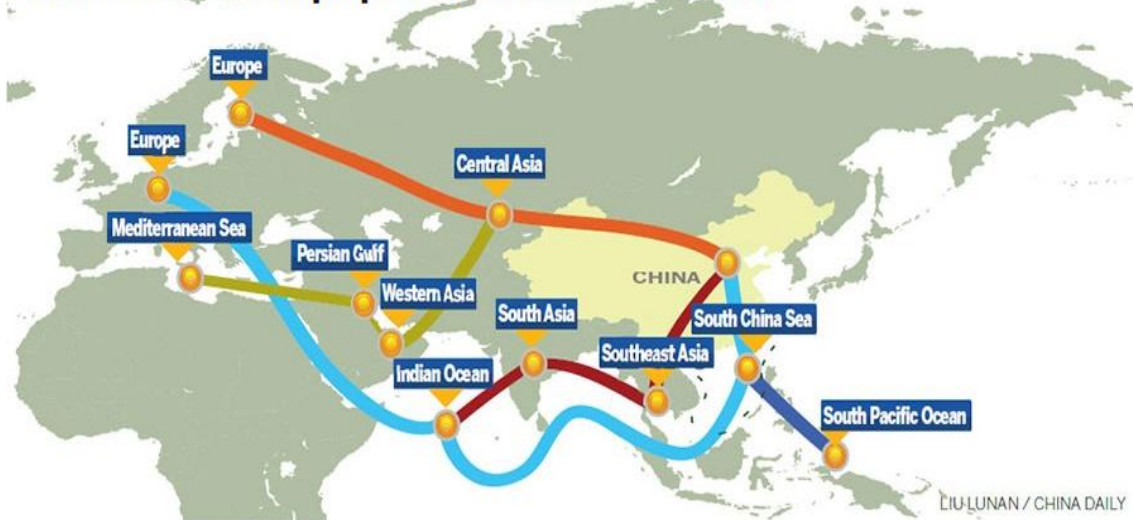 Europe
Europe
Central Asia
Mediterranean Sea
Persian Gulf
Western Asia
CHINA
South Asia
South China Sea
Southeast Asia
Indian Ocean
South Pacific Ocean
LIU LUNAN / CHINA DAILY